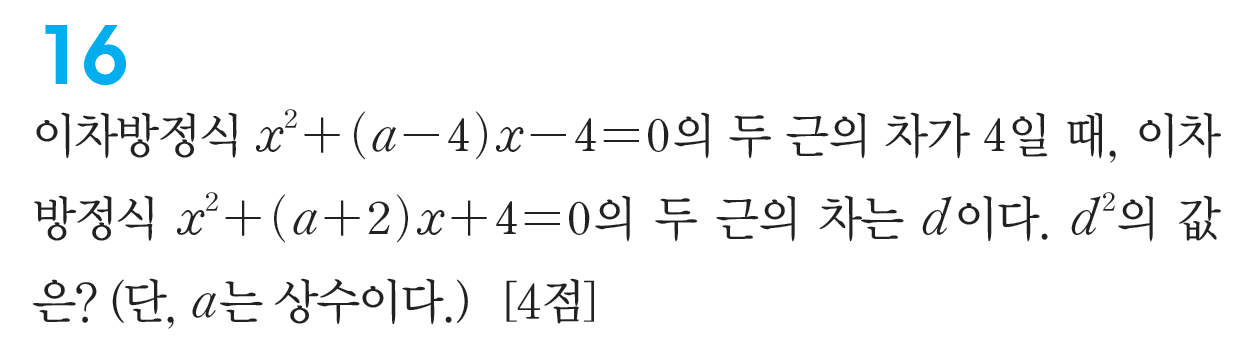 16
이차방정식 x²+(a-4)x-4=0의 두 근의 차가 4일 때, 이차
방정식 x²+(a+2)x+4=0의 두 근의 차는 d이다. d²의 값
은? (단, a는 상수이다.) [4점]